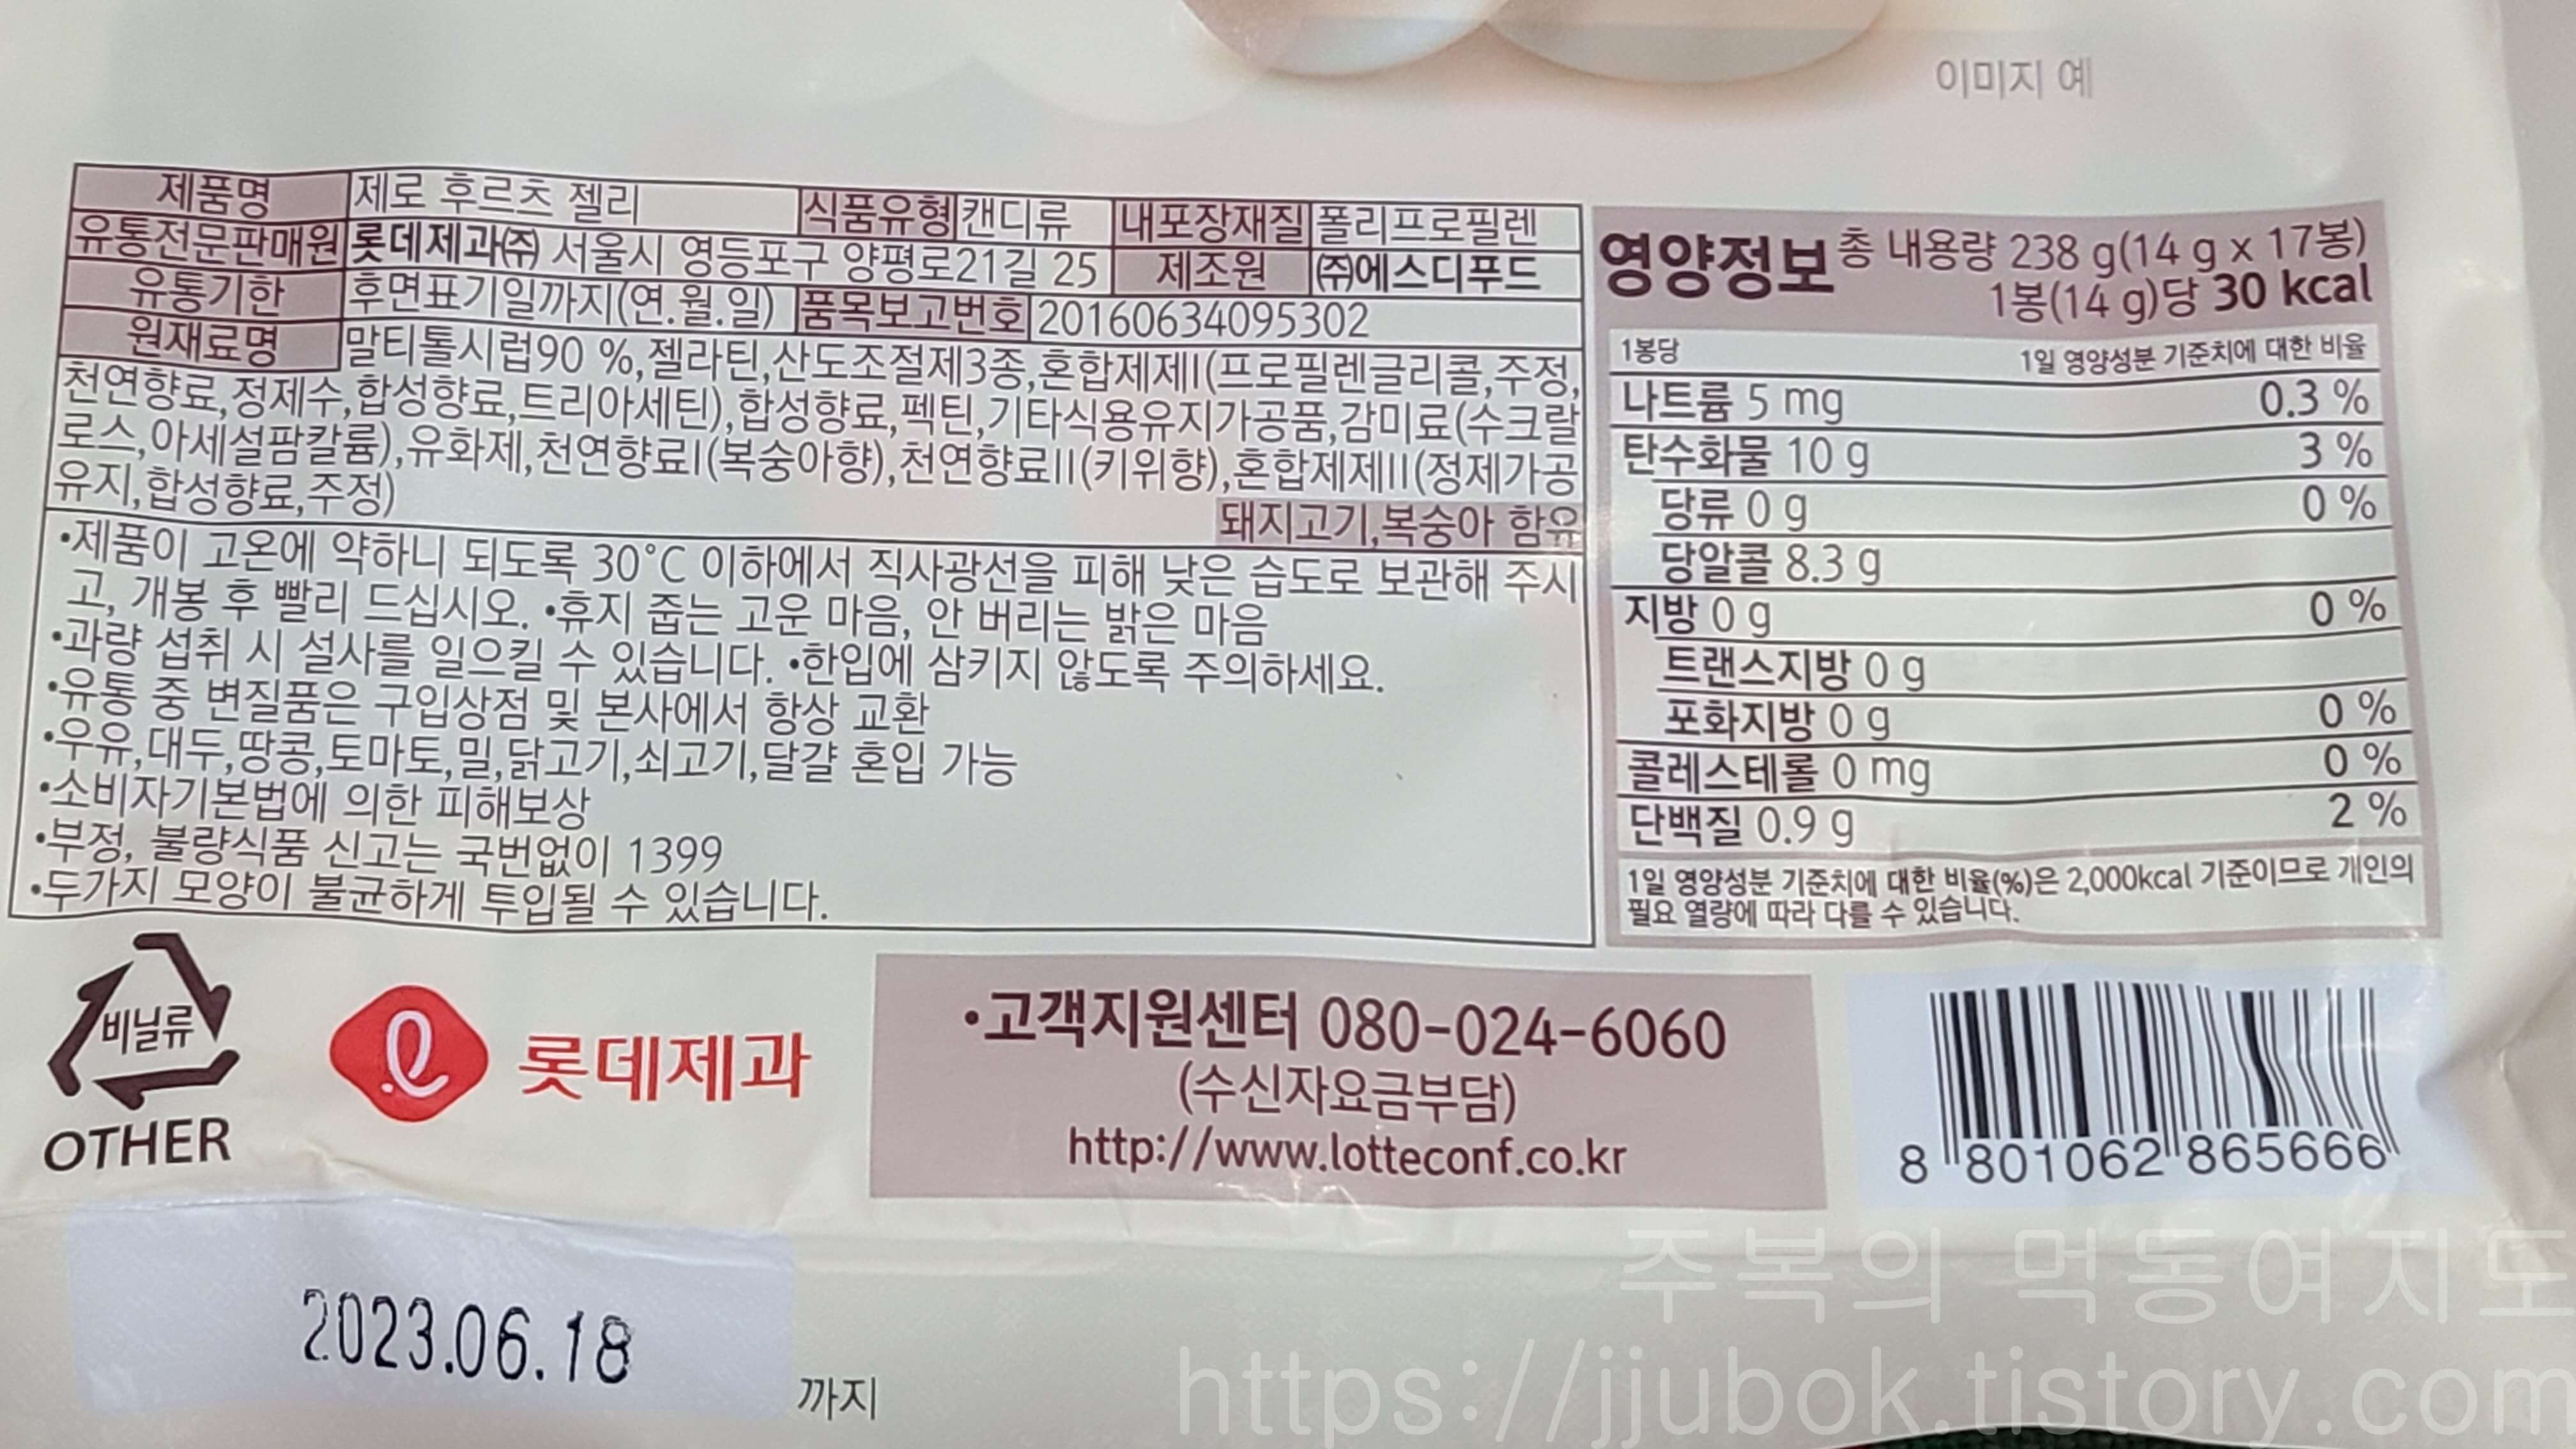 이미지 예
제품명 제로 후르츠 젤리 식품유형 캔디류 내포장재질 폴리프로필렌
유통전문판매원 롯데제과㈜ 서울시 영등포구 양평로21길 25 제조원 ㈜에스디푸드
유통기한 후면표기일까지(연.월.일) 품목보고번호 20160634095302
원재료명 말티톨시럽90 %,젤라틴,산도조절제3종,혼합제제I(프로필렌글리콜,주정,
천연향료,정제수,합성향료,트리아세틴),합성향료,펙틴,기타식용유지가공품,감미료(수크랄
로스,아세설팜칼륨),유화제,천연향료I(복숭아향),천연향료II(키위향),혼합제제II(정제가공
유지,합성향료,주정)
돼지고기,복숭아 함유
•제품이 고온에 약하니 되도록 30°C 이하에서 직사광선을 피해 낮은 습도로 보관해 주시
고, 개봉 후 빨리 드십시오. •휴지 줍는 고운 마음, 안 버리는 밝은 마음
•과량 섭취 시 설사를 일으킬 수 있습니다. •한입에 삼키지 않도록 주의하세요.
•유통 중 변질품은 구입상점 및 본사에서 항상 교환
•우유,대두,땅콩,토마토,밀,닭고기,쇠고기,달걀 혼입 가능
•소비자기본법에 의한 피해보상
•부정, 불량식품 신고는 국번없이 1399
•두가지 모양이 불균하게 투입될 수 있습니다.
영양정보 총 내용량 238 g(14 g x 17봉)
1봉(14 g)당 30 kcal
1봉당 1일 영양성분 기준치에 대한 비율
나트륨 5 mg 0.3 %
탄수화물 10 g 3 %
당류 0 g 0 %
당알콜 8.3 g
지방 0 g 0 %
트랜스지방 0 g
포화지방 0 g 0 %
콜레스테롤 0 mg 0 %
단백질 0.9 g 2 %
1일 영양성분 기준치에 대한 비율(%)은 2,000kcal 기준이므로 개인의
필요 열량에 따라 다를 수 있습니다.
비닐류
OTHER
롯데제과
•고객지원센터 080-024-6060
(수신자요금부담)
http://www.lotteconf.co.kr
8 801062 865666
2023.06.18
까지
주복의 먹동여지도
https://jjubok.tistory.com